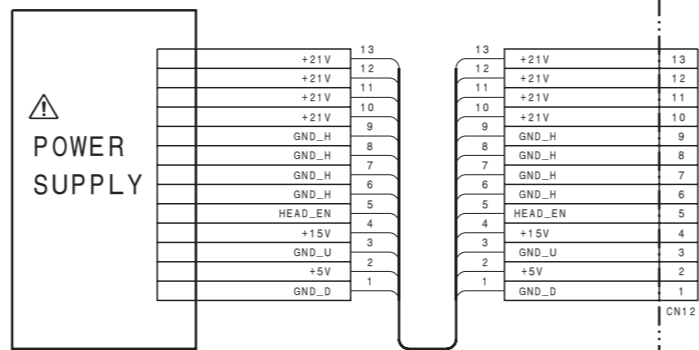 13 13
+21V +21V 13
12 12
+21V +21V 12
11 11
+21V +21V 11
10 10
+21V +21V 10
9 9
GND_H GND_H 9
8 8
GND_H GND_H 8
7 7
GND_H GND_H 7
6 6
GND_H GND_H 6
5 5
HEAD_EN HEAD_EN 5
4 4
+15V +15V 4
3 3
GND_U GND_U 3
2 2
+5V +5V 2
1 1
GND_D GND_D 1
CN12
POWER
SUPPLY